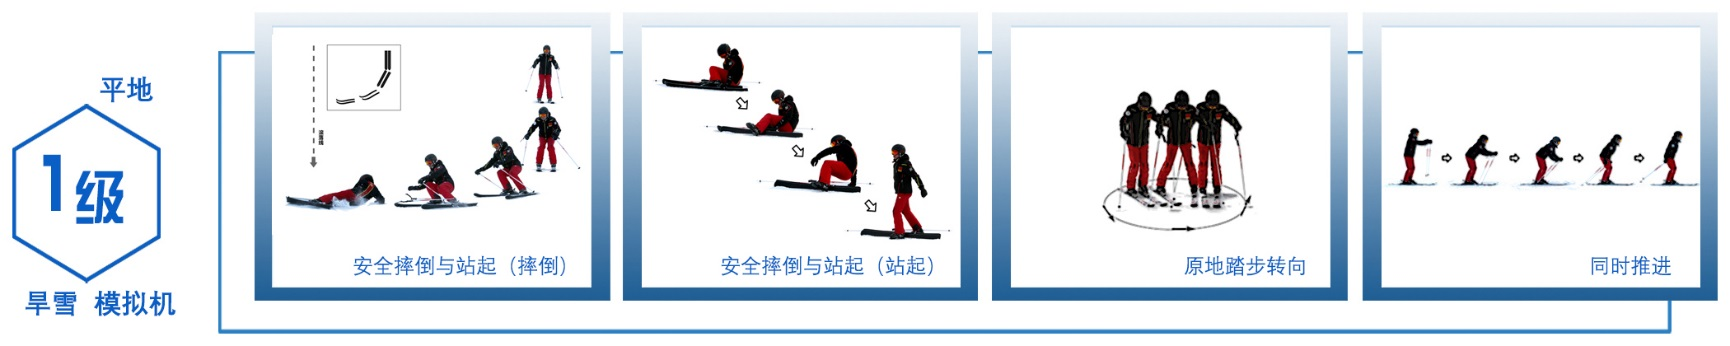 平地
1级
旱雪 模拟机
安全摔倒与站起（摔倒）
安全摔倒与站起（站起）
原地踏步转向
同时推进